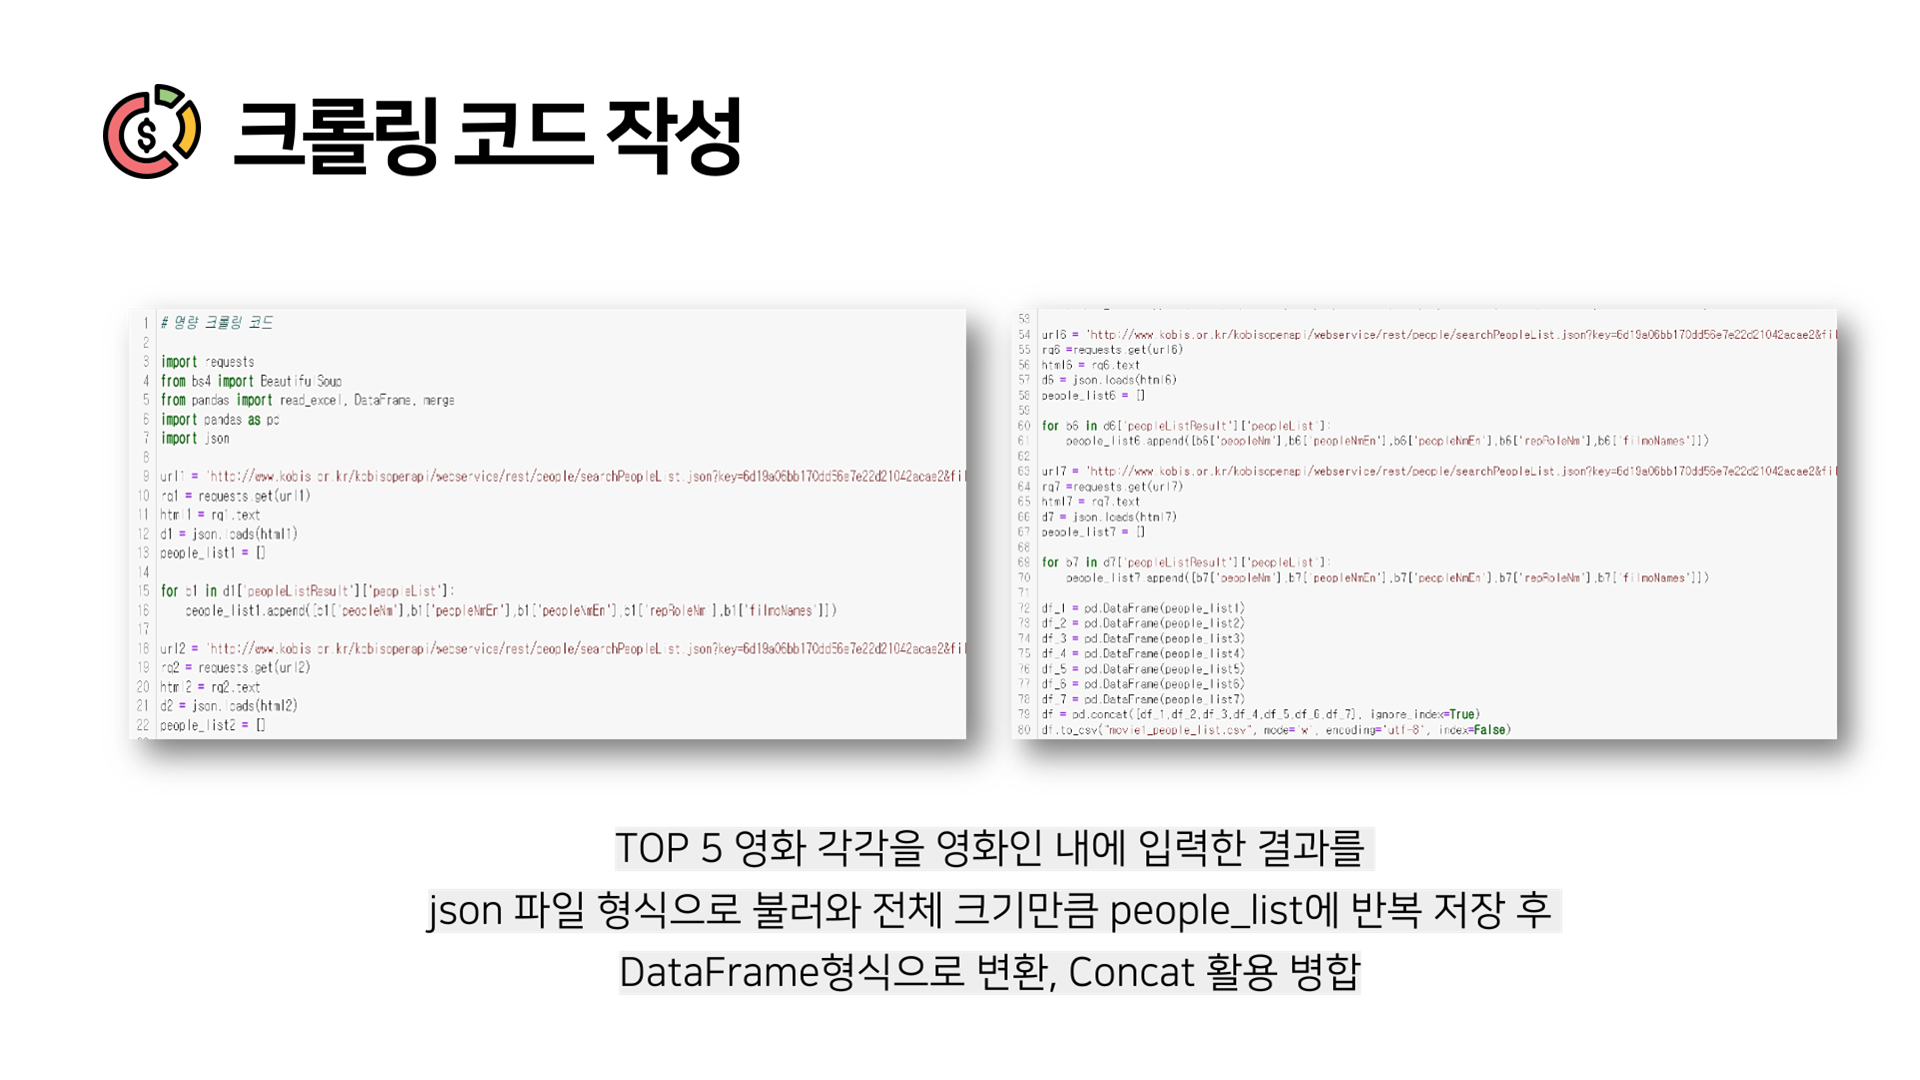 $
크롤링 코드 작성
1 # 명량 크롤링 코드
2
3 import requests
4 from bs4 import BeautifulSoup
5 from pandas import read_excel, DataFrame, merge
6 import pandas as pd
7 import json
8
9 url1 = 'http://www.kobis.or.kr/kobisopenapi/webservice/rest/people/searchPeopleList.json?key=6d19a06bb170dd56e7e22d21042acae2&fil
10 rq1 = requests.get(url1)
11 html1 = rq1.text
12 d1 = json.loads(html1)
13 people_list1 = []
14
15 for b1 in d1['peopleListResult']['peopleList']:
16 people_list1.append([b1['peopleNm'],b1['peopleNmEn'],b1['peopleNmEn'],b1['repRoleNm'],b1['filmoNames']])
17
18 url2 = 'http://www.kobis.or.kr/kobisopenapi/webservice/rest/people/searchPeopleList.json?key=6d19a06bb170dd56e7e22d21042acae2&fil
19 rq2 = requests.get(url2)
20 html2 = rq2.text
21 d2 = json.loads(html2)
22 people_list2 = []
53
54 url6 = 'http://www.kobis.or.kr/kobisopenapi/webservice/rest/people/searchPeopleList.json?key=6d19a06bb170dd56e7e22d21042acae2&fil
55 rq6 =requests.get(url6)
56 html6 = rq6.text
57 d6 = json.loads(html6)
58 people_list6 = []
59
60 for b6 in d6['peopleListResult']['peopleList']:
61 people_list6.append([b6['peopleNm'],b6['peopleNmEn'],b6['peopleNmEn'],b6['repRoleNm'],b6['filmoNames']])
62
63 url7 = 'http://www.kobis.or.kr/kobisopenapi/webservice/rest/people/searchPeopleList.json?key=6d19a06bb170dd56e7e22d21042acae2&fil
64 rq7 =requests.get(url7)
65 html7 = rq7.text
66 d7 = json.loads(html7)
67 people_list7 = []
68
69 for b7 in d7['peopleListResult']['peopleList']:
70 people_list7.append([b7['peopleNm'],b7['peopleNmEn'],b7['peopleNmEn'],b7['repRoleNm'],b7['filmoNames']])
71
72 df_1 = pd.DataFrame(people_list1)
73 df_2 = pd.DataFrame(people_list2)
74 df_3 = pd.DataFrame(people_list3)
75 df_4 = pd.DataFrame(people_list4)
76 df_5 = pd.DataFrame(people_list5)
77 df_6 = pd.DataFrame(people_list6)
78 df_7 = pd.DataFrame(people_list7)
79 df = pd.concat([df_1,df_2,df_3,df_4,df_5,df_6,df_7], ignore_index=True)
80 df.to_csv("movie1_people_list.csv", mode='w', encoding='utf-8', index=False)
TOP 5 영화 각각을 영화인 내에 입력한 결과를
json 파일 형식으로 불러와 전체 크기만큼 people_list에 반복 저장 후
DataFrame형식으로 변환, Concat 활용 병합